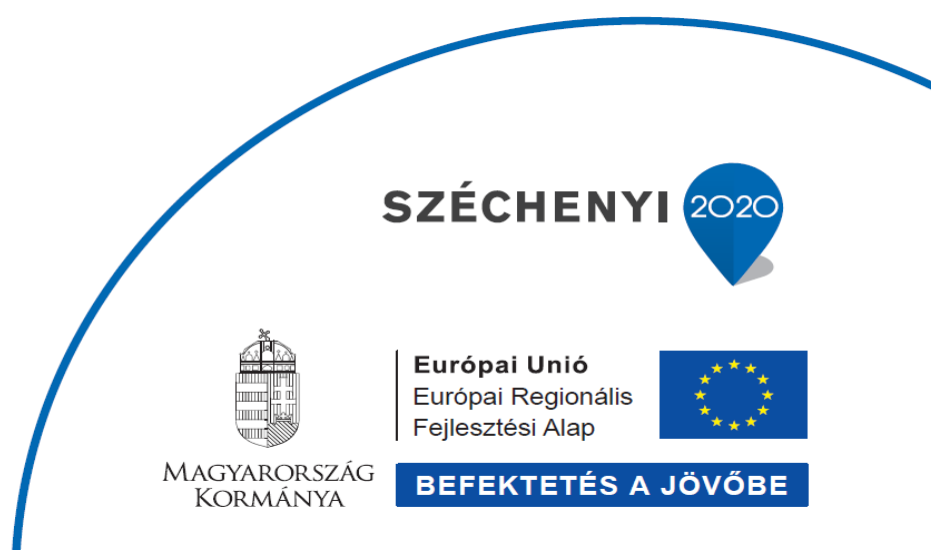 SZÉCHENYI 2020
Európai Unió
Európai Regionális
Fejlesztési Alap
MAGYARORSZÁG
KORMÁNYA
BEFEKTETÉS A JÖVŐBE